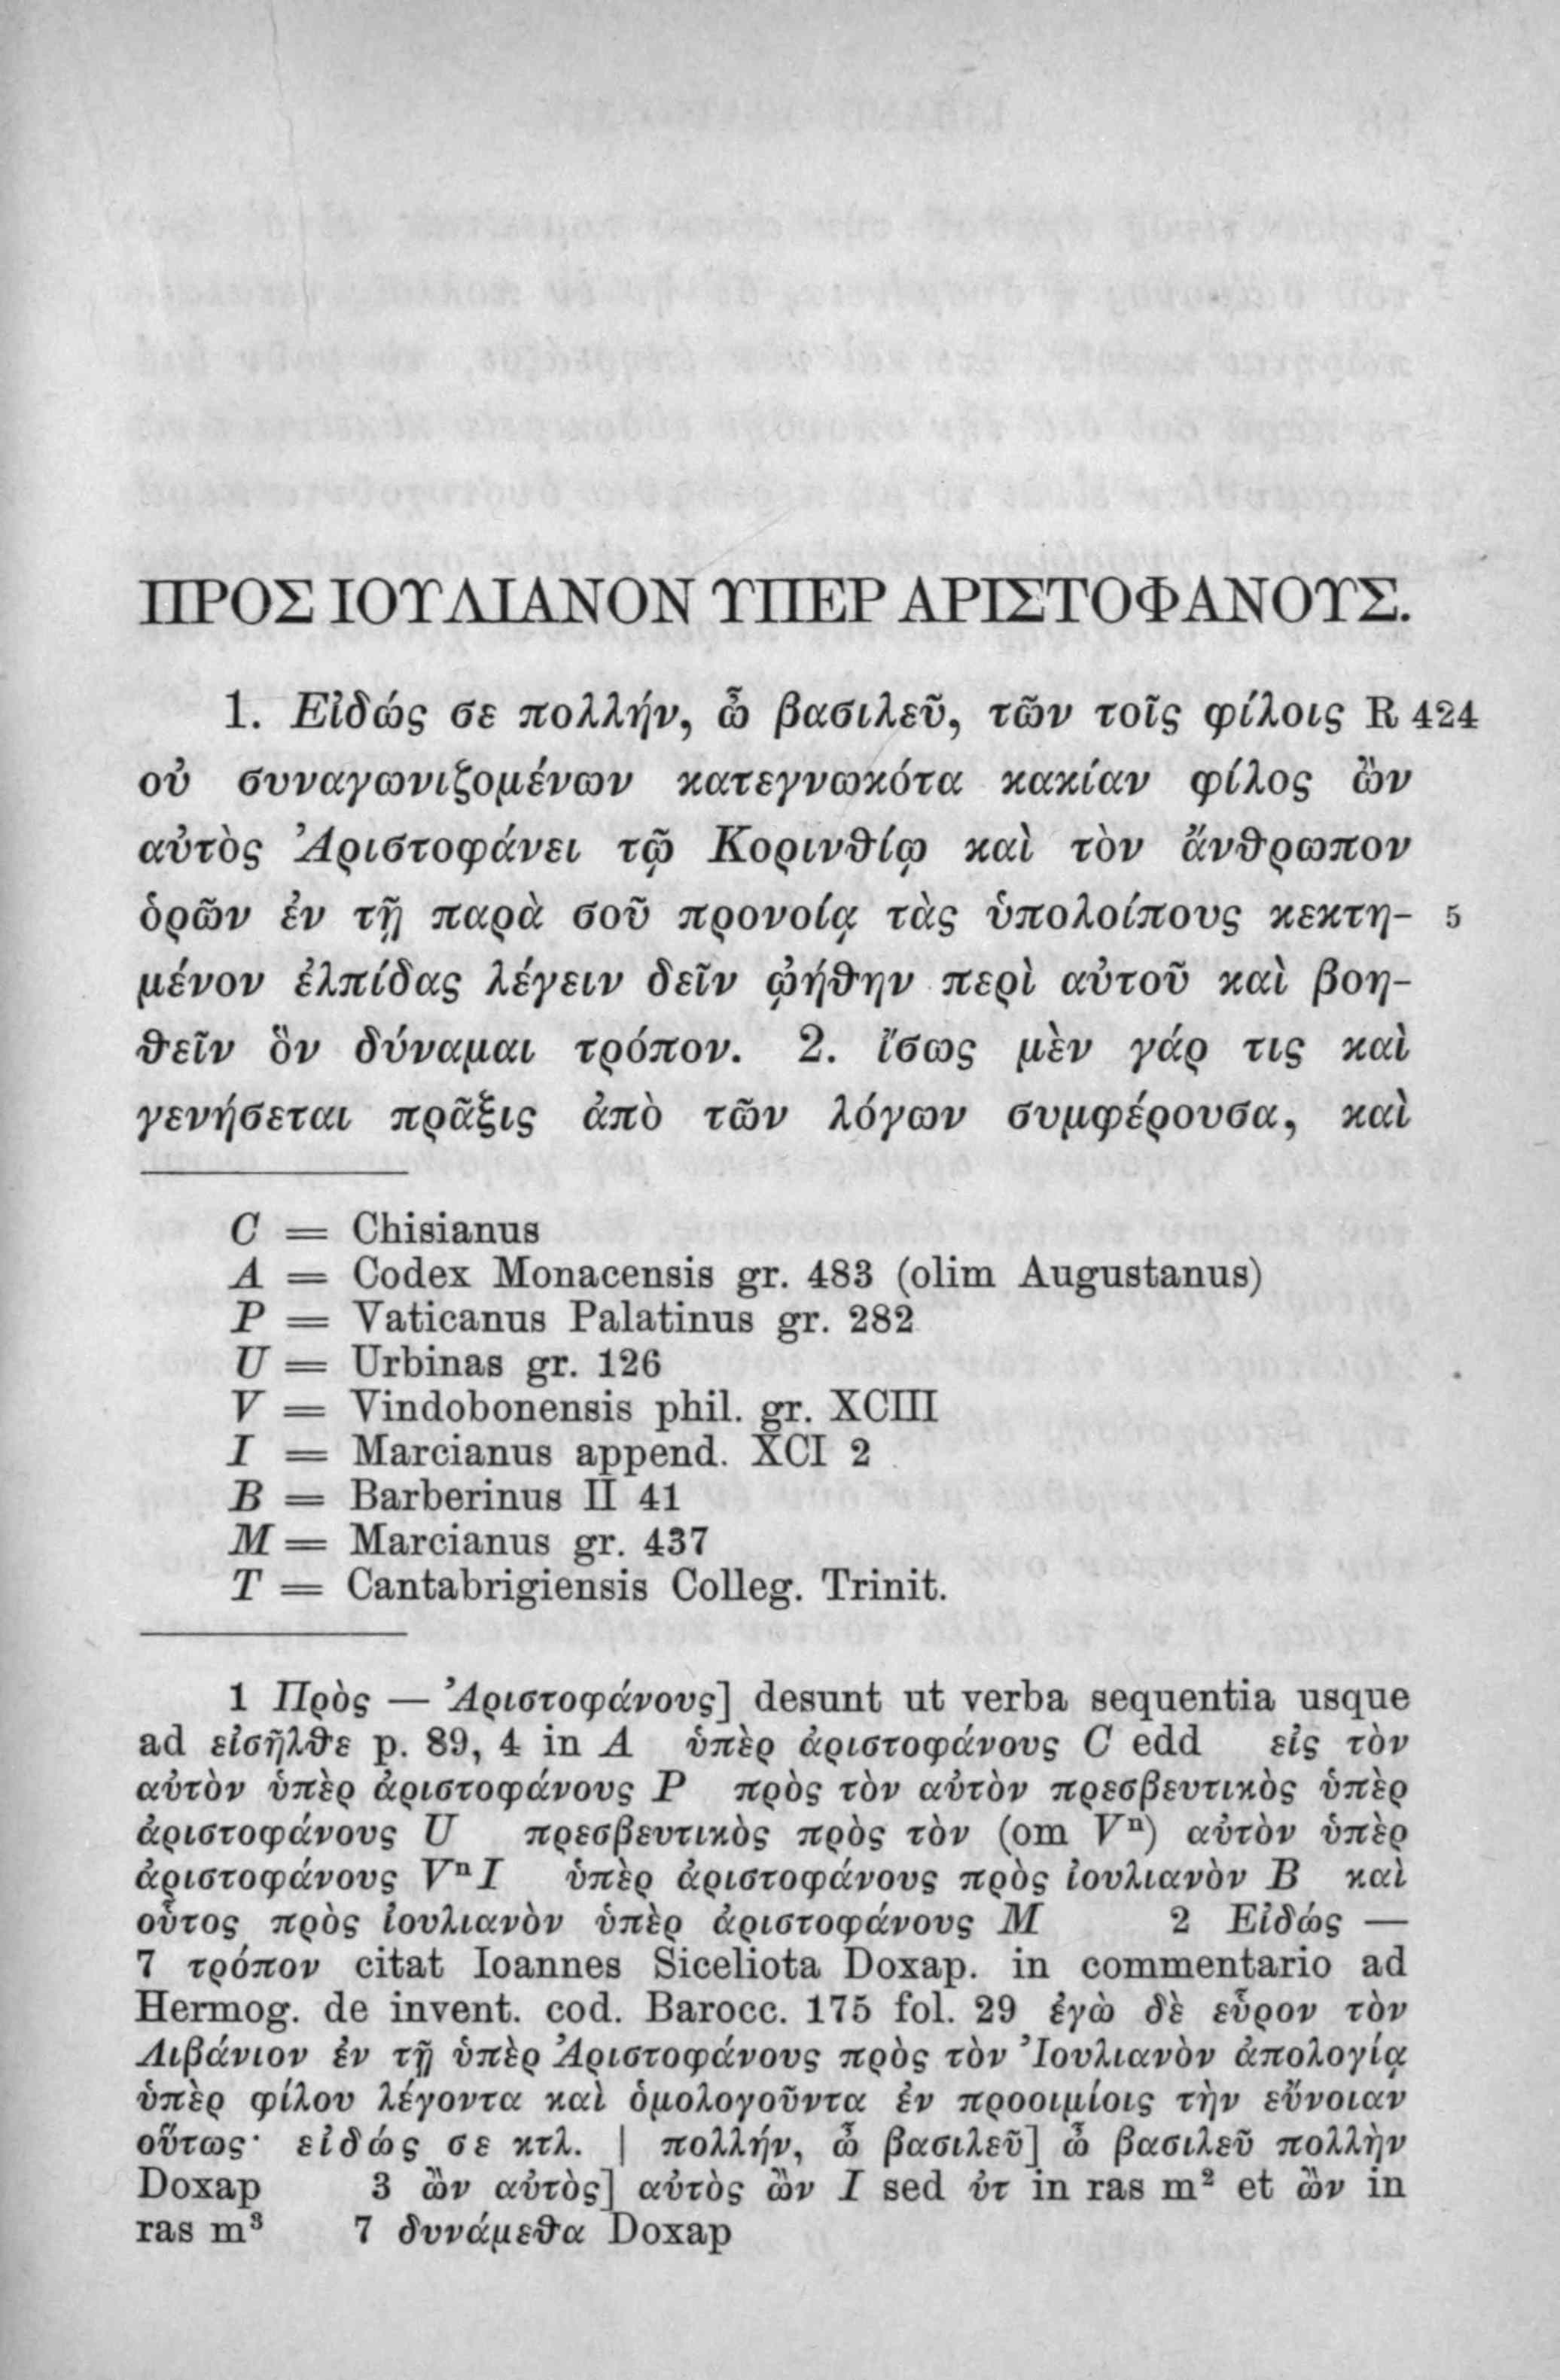 ΠΡΟΣ ΙΟΥΛΙΑΝΟΝ ΥΠΕΡ ΑΡΙΣΤΟΦΑΝΟΥΣ.
1. Εἰδώς σε πολλήν, ὦ βασιλεῦ, τῶν τοῖς φίλοις R 424
οὐ συναγωνιζομένων κατεγνωκότα κακίαν φίλος ὢν
αὐτὸς Ἀριστοφάνει τῷ Κορινθίῳ καὶ τὸν ἄνθρωπον
ὁρῶν ἐν τῇ παρὰ σοῦ προνοίᾳ τὰς ὑπολοίπους κεκτη- 5
μένον ἐλπίδας λέγειν δεῖν ᾠήθην περὶ αὐτοῦ καὶ βοη-
θεῖν ὃν δύναμαι τρόπον. 2. ἴσως μὲν γάρ τις καὶ
γενήσεται πρᾶξις ἀπὸ τῶν λόγων συμφέρουσα, καὶ
C = Chisianus
A = Codex Monacensis gr. 483 (olim Augustanus)
P = Vaticanus Palatinus gr. 282
U = Urbinas gr. 126
V = Vindobonensis phil. gr. XCIII
I = Marcianus append. XCI 2
B = Barberinus II 41
M = Marcianus gr. 437
T = Cantabrigiensis Colleg. Trinit.
1 Πρὸς — Ἀριστοφάνους] desunt ut verba sequentia usque
ad εἰσῆλθε p. 89, 4 in A ὑπὲρ ἀριστοφάνους C edd εἰς τὸν
αὐτὸν ὑπὲρ ἀριστοφάνους P πρὸς τὸν αὐτὸν πρεσβευτικὸς ὑπὲρ
ἀριστοφάνους U πρεσβευτικὸς πρὸς τὸν (om Vⁿ) αὐτὸν ὑπὲρ
ἀριστοφάνους Vⁿ I ὑπὲρ ἀριστοφάνους πρὸς ἰουλιανὸν B καὶ
οὗτος πρὸς ἰουλιανὸν ὑπὲρ ἀριστοφάνους M 2 Εἰδώς —
7 τρόπον citat Ioannes Siceliota Doxap. in commentario ad
Hermog. de invent. cod. Barocc. 175 fol. 29 ἐγὼ δὲ εὗρον τὸν
Λιβάνιον ἐν τῇ ὑπὲρ Ἀριστοφάνους πρὸς τὸν Ἰουλιανὸν ἀπολογίᾳ
ὑπὲρ φίλου λέγοντα καὶ ὁμολογοῦντα ἐν προοιμίοις τὴν εὔνοιαν
οὕτως· εἰδώς σε κτλ. | πολλήν, ὦ βασιλεῦ] ὦ βασιλεῦ πολλὴν
Doxap 3 ὢν αὐτὸς] αὐτὸς ὢν I sed ὐτ in ras m² et ὢν in
ras m³ 7 δυνάμεθα Doxap